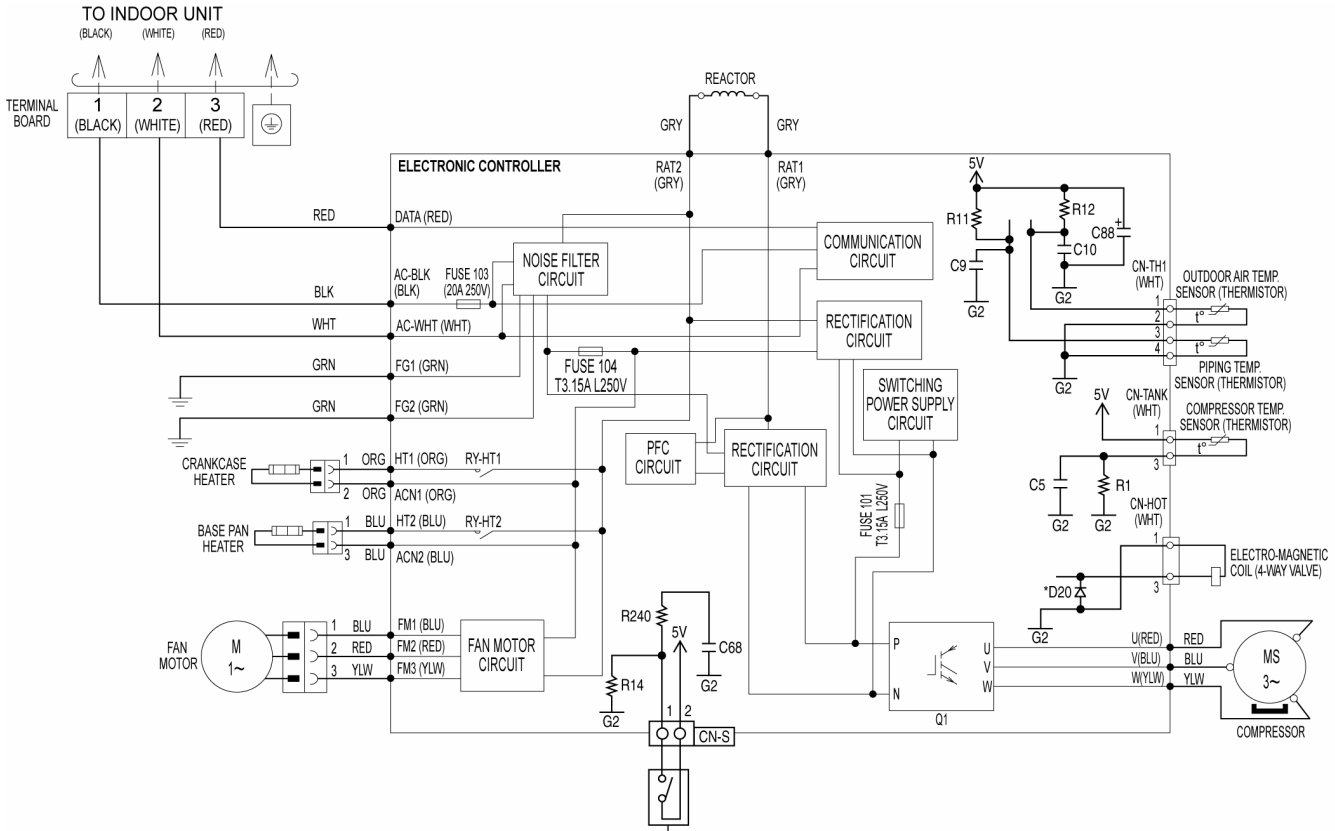 TO INDOOR UNIT
(BLACK)
(WHITE)
(RED)
TERMINAL
BOARD
1
(BLACK)
2
(WHITE)
3
(RED)
REACTOR
GRY
GRY
ELECTRONIC CONTROLLER
RAT2
(GRY)
RAT1
(GRY)
RED
DATA (RED)
NOISE FILTER
CIRCUIT
COMMUNICATION
CIRCUIT
AC-BLK
(BLK)
FUSE 103
(20A 250V)
BLK
WHT
AC-WHT (WHT)
RECTIFICATION
CIRCUIT
FUSE 104
T3.15A L250V
GRN
FG1 (GRN)
GRN
FG2 (GRN)
SWITCHING
POWER SUPPLY
CIRCUIT
PFC
CIRCUIT
RECTIFICATION
CIRCUIT
FUSE 101
T3.15A L250V
5V
R11
R12
C88
+
C10
C9
G2
G2
CN-TH1
(WHT)
1
2
3
4
OUTDOOR AIR TEMP.
SENSOR (THERMISTOR)
t°
t°
PIPING TEMP.
SENSOR (THERMISTOR)
G2
5V
CN-TANK
(WHT)
COMPRESSOR TEMP.
SENSOR (THERMISTOR)
1
t°
3
C5
R1
G2
G2
CN-HOT
(WHT)
1
3
ELECTRO-MAGNETIC
COIL (4-WAY VALVE)
*D20
G2
CRANKCASE
HEATER
1
ORG
HT1 (ORG)
RY-HT1
2
ORG
ACN1 (ORG)
BASE PAN
HEATER
1
BLU
HT2 (BLU)
RY-HT2
3
BLU
ACN2 (BLU)
FAN
MOTOR
M
1~
1
BLU
FM1 (BLU)
2
RED
FM2 (RED)
3
YLW
FM3 (YLW)
FAN MOTOR
CIRCUIT
R240
5V
C68
G2
R14
G2
1
2
CN-S
P
N
U
V
W
Q1
U(RED)
RED
V(BLU)
BLU
W(YLW)
YLW
MS
3~
COMPRESSOR